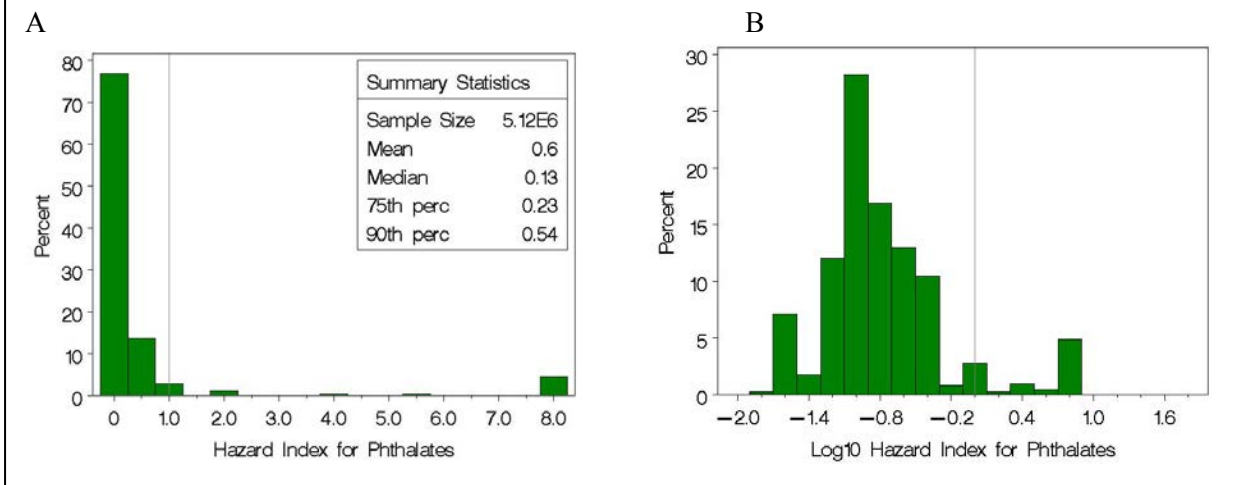 A
80
70
60
50
40
30
20
10
0
Percent
Summary Statistics
Sample Size 5.12E6
Mean 0.6
Median 0.13
75th perc 0.23
90th perc 0.54
0 1.0 2.0 3.0 4.0 5.0 6.0 7.0 8.0
Hazard Index for Phthalates
B
30
25
20
15
10
5
0
Percent
−2.0 −1.4 −0.8 −0.2 0.4 1.0 1.6
Log10 Hazard Index for Phthalates